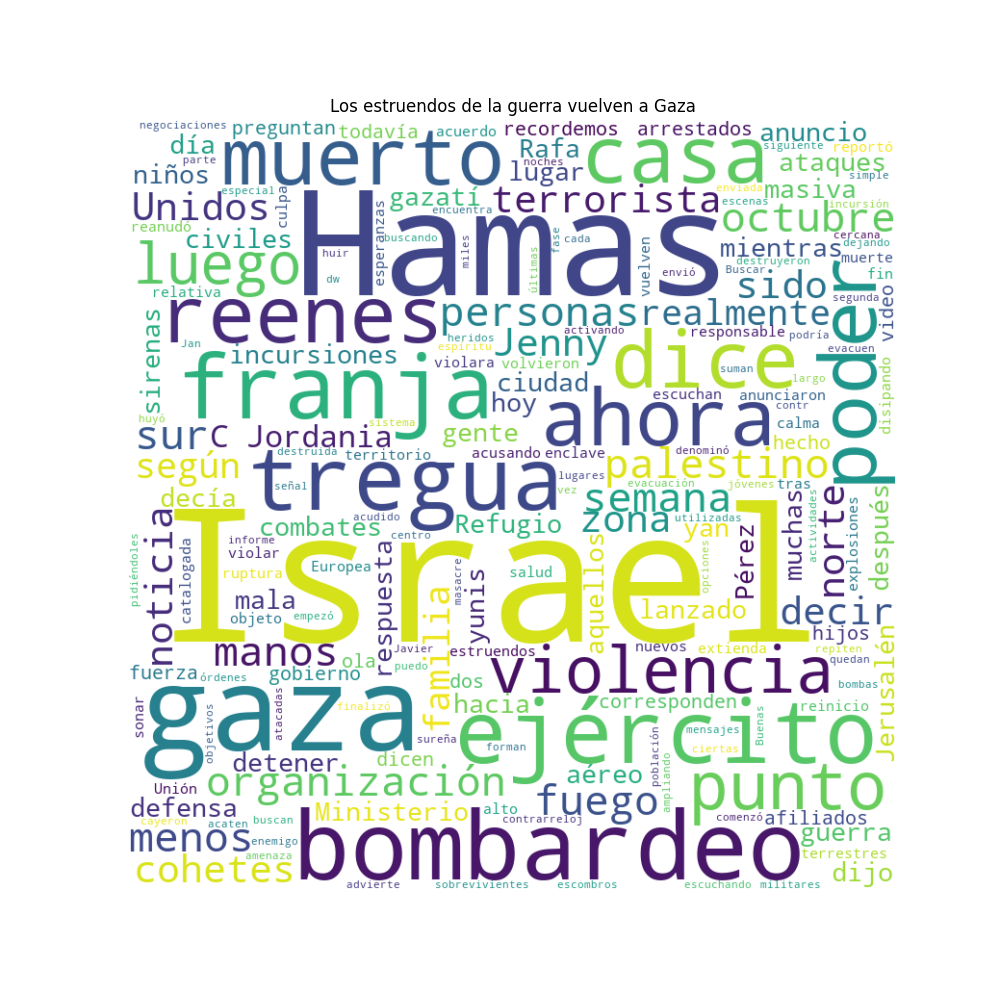 Los estruendos de la guerra vuelven a Gaza
negociaciones
preguntan
todavía
acuerdo
recordemos
arrestados
anuncio
día
parte
muerto
Rafa
noches
casa
siguiente
reportó
niños
lugar
ataques
simple
especial
culpa
gazatí
terrorista
enviada
masiva
Unidos
encuentra
escenas
incursión
reanudó
esperanzas
Hamas
octubre
civiles
buscando
miles
fase
cada
vuelven
mientras
cercana
dejando
luego
huir
últimas
destruyeron
muerte
dw
envió
Buscar
sido
fin
relativa
poder
segunda
video
reenes
personas
realmente
sirenas
Jan
activando
responsable
podría
heridos
Jenny
incursiones
espíritu
evacuen
violara
volvieron
dice
suman
franja
ciudad
largo
disipando
hoy
escuchan
anunciaron
huyó
ahora
contr
sistema
calma
sur
C Jordania
gente
hecho
destruida
territorio
acusando
enclave
denominó
según
tregua
palestino
lugares
señal
evacuación
jóvenes
tras
decía
vez
semana
muchas
norte
después
acudido
zona
utilizadas
actividades
explosiones
combates
centro
Refugio
yan
noticia
Israel
informe
violar
catalogada
pidiéndoles
Europea
ruptura
salud
masacre
opciones
Pérez
respuesta
yunis
aquellos
mala
familia
lanzado
decir
objeto
empezó
hijos
manos
Javier
estruendos
nuevos
extienda
repiten
Jerusalén
ola
puedo
violencia
quedan
fuerza
órdenes
gobierno
dos
bombas
gaza
atacadas
finalizó
hacia
corresponden
reinicio
sonar
objetivos
ejército
mensajes
Buenas
sureña
forman
ciertas
detener
dicen
población
ampliando
Unión
organización
aéreo
punto
defensa
Ministerio
alto
fuego
comenzó
afiliados
cayeron
acaten
buscan
contrarreloj
menos
enemigo
bombardeo
guerra
amenaza
terrestres
cohetes
dijo
advierte
sobrevivientes
escombros
escuchando
militares